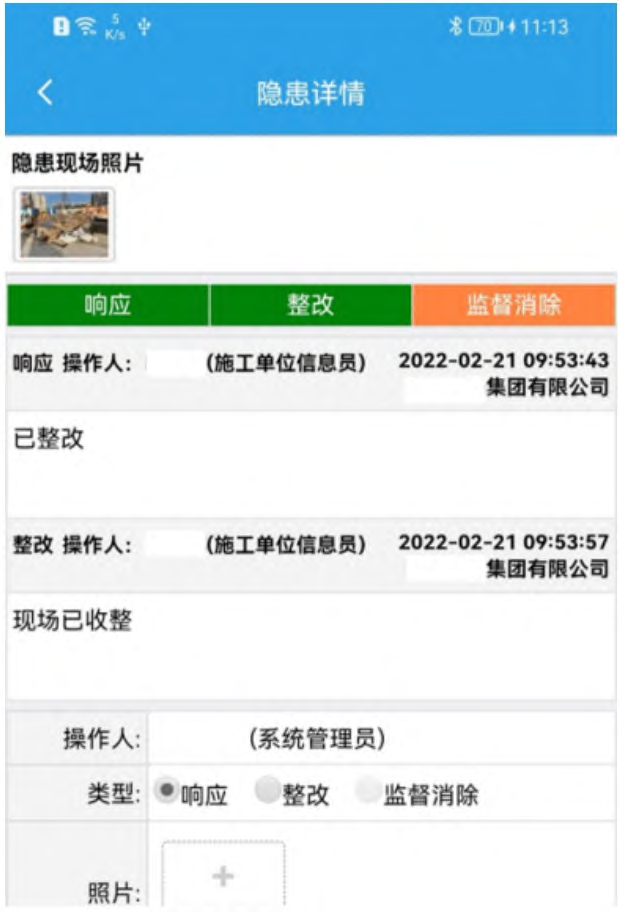 5
K/s
70
11:13
隐患详情
隐患现场照片
响应 整改 监督消除
响应 操作人: (施工单位信息员) 2022-02-21 09:53:43
集团有限公司
已整改
整改 操作人: (施工单位信息员) 2022-02-21 09:53:57
集团有限公司
现场已收整
操作人: (系统管理员)
类型: 响应 整改 监督消除
照片: